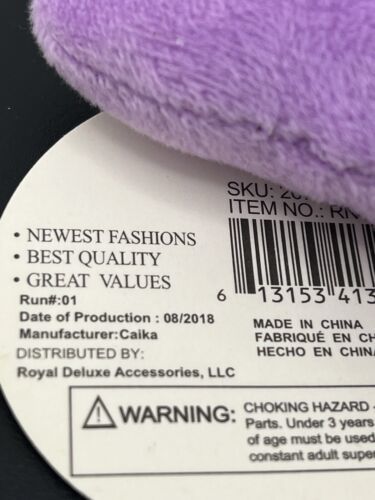 SKU: 20
ITEM NO.: RN
• NEWEST FASHIONS
• BEST QUALITY
• GREAT VALUES
6 13153 413
Run#:01
Date of Production : 08/2018
Manufacturer:Caika
DISTRIBUTED BY:
Royal Deluxe Accessories, LLC
MADE IN CHINA
FABRIQUÉ EN CH
HECHO EN CHIN
WARNING: CHOKING HAZARD -
Parts. Under 3 years
of age must be used
constant adult super